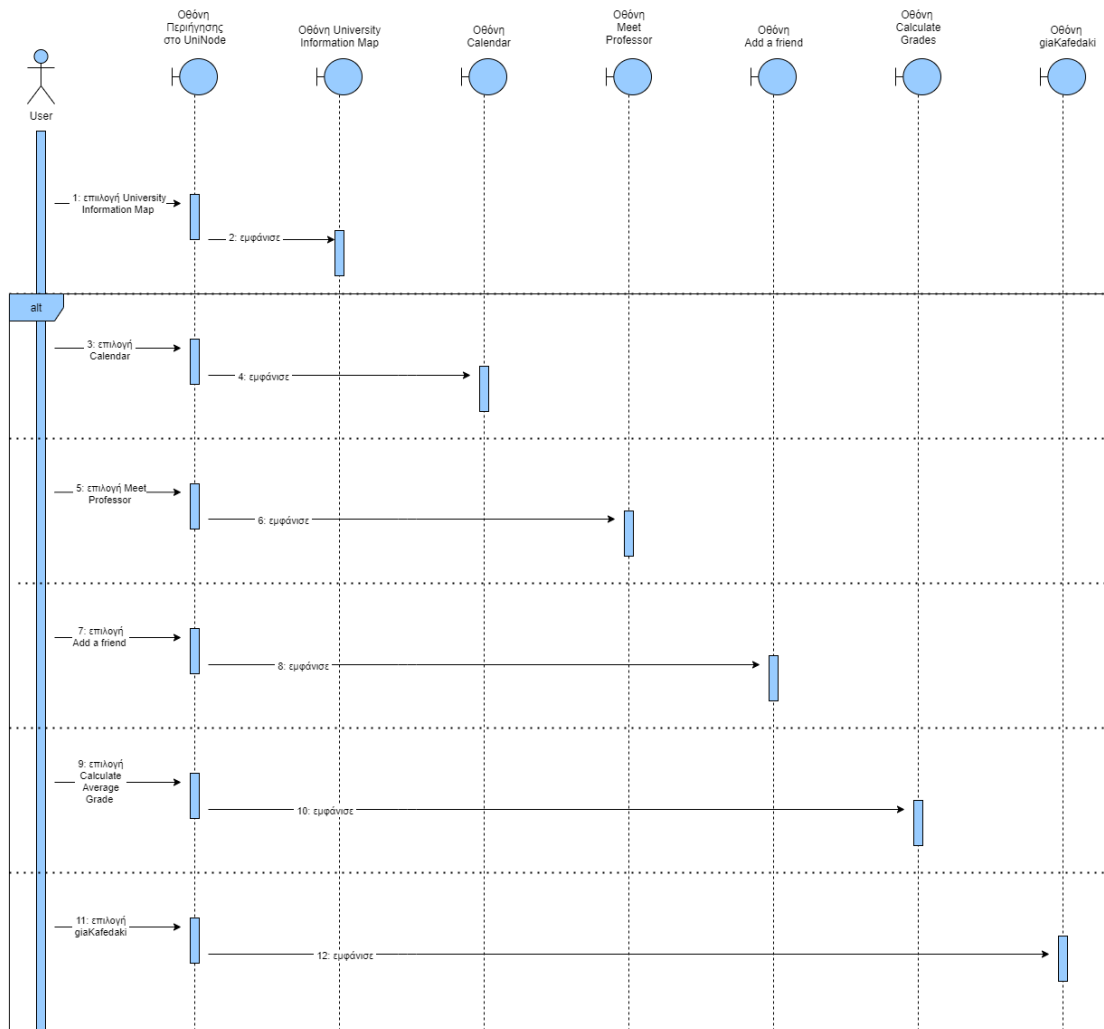 Οθόνη
Περιήγησης
στο UniNode
Οθόνη University
Information Map
Οθόνη
Calendar
Οθόνη
Meet
Professor
Οθόνη
Add a friend
Οθόνη
Calculate
Grades
Οθόνη
giaKafedaki
User
1: επιλογή University
Information Map
2: εμφάνισε
alt
3: επιλογή
Calendar
4: εμφάνισε
5: επιλογή Meet
Professor
6: εμφάνισε
7: επιλογή
Add a friend
8: εμφάνισε
9: επιλογή
Calculate
Average
Grade
10: εμφάνισε
11: επιλογή
giaKafedaki
12: εμφάνισε